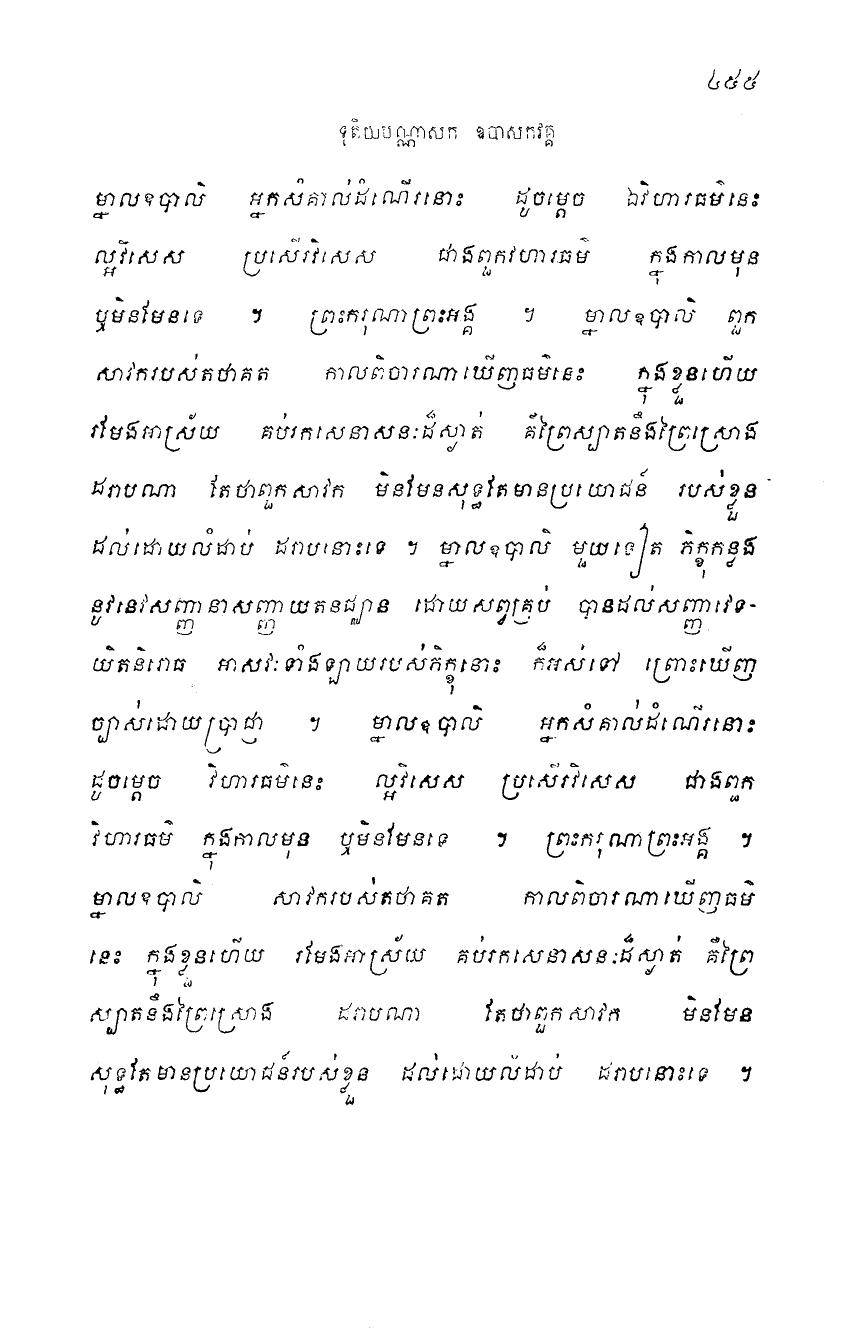 ៤៩៩
ទុតិយបណ្ណាសក ឧបាសកវគ្គ
ម្នាលឧបាលិ អ្នកសំគាល់ដំណើរនោះ ដូចម្តេច ឯវិហារធម៌នេះ
ល្អវិសេស ប្រសើរវិសេស ជាងពួកវិហារធម៌ ក្នុងកាលមុន
ឬមិនមែនទេ ។ ព្រះករុណាព្រះអង្គ ។ ម្នាលឧបាលិ ពួក
សាវករបស់តថាគត កាលពិចារណាឃើញធម៌នេះ ក្នុងខ្លួនហើយ
រមែងអាស្រ័យ គប់រកសេនាសនៈដ៏ស្ងាត់ គឺព្រៃស្បាតនឹងព្រៃស្រោង
ដរាបណា តែថាពួកសាវក មិនមែនសុទ្ធតែមានប្រយោជន៍ របស់ខ្លួន
ដល់ដោយលំដាប់ ដរាបនោះទេ ។ ម្នាលឧបាលិ មួយទៀត ភិក្ខុកន្លង
នូវនេវសញ្ញានាសញ្ញាយតនជ្ឈាន ដោយសព្វគ្រប់ បានដល់សញ្ញាវេទ-
យិតនិរោធ អាសវៈទាំងឡាយរបស់ភិក្ខុនោះ ក៏អស់ទៅ ព្រោះឃើញ
ច្បាស់ដោយប្រាជ្ញា ។ ម្នាលឧបាលិ អ្នកសំគាល់ដំណើរនោះ
ដូចម្តេច វិហារធម៌នេះ ល្អវិសេស ប្រសើរវិសេស ជាងពួក
វិហារធម៌ ក្នុងកាលមុន ឬមិនមែនទេ ។ ព្រះករុណាព្រះអង្គ ។
ម្នាលឧបាលិ សាវករបស់តថាគត កាលពិចារណាឃើញធម៌
នេះ ក្នុងខ្លួនហើយ រមែងអាស្រ័យ គប់រកសេនាសនៈដ៏ស្ងាត់ គឺព្រៃ
ស្បាតនឹងព្រៃស្រោង ដរាបណា តែថាពួកសាវក មិនមែន
សុទ្ធតែមានប្រយោជន៍របស់ខ្លួន ដល់ដោយលំដាប់ ដរាបនោះទេ ។